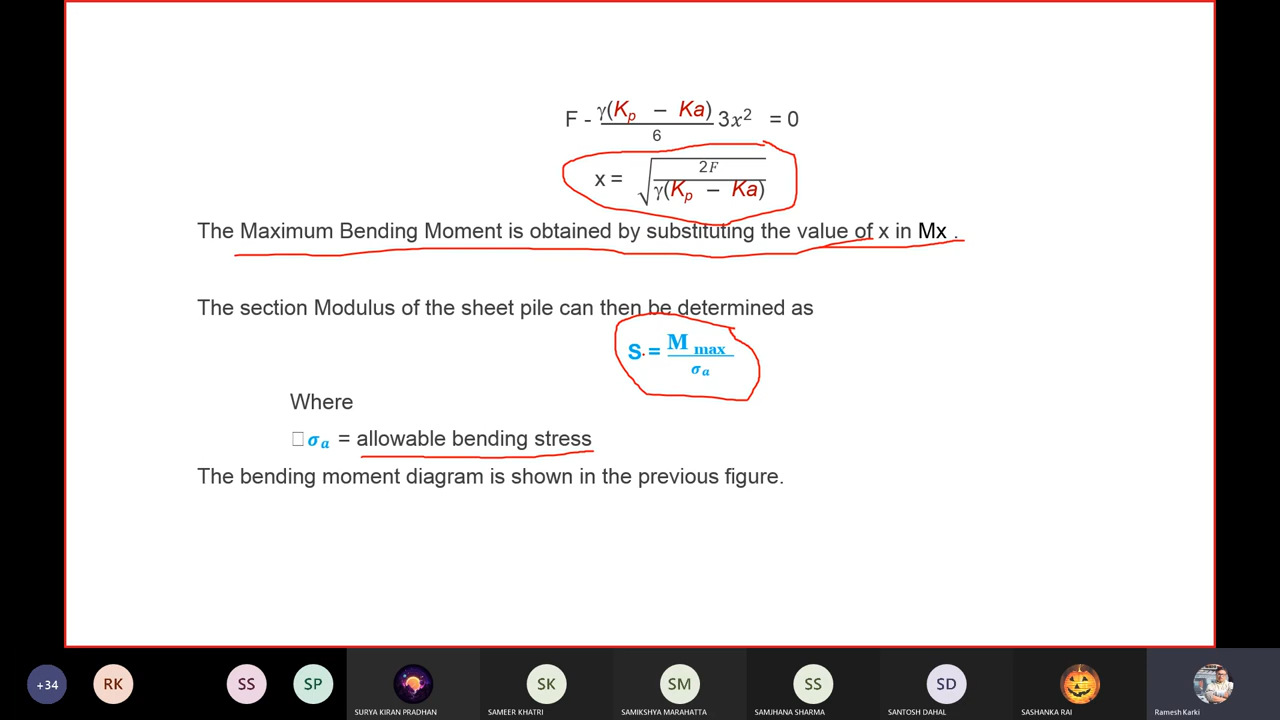 F - γ(Kp − Ka)/6 3x² = 0
x = √(2F/γ(Kp − Ka))
The Maximum Bending Moment is obtained by substituting the value of x in Mx .
The section Modulus of the sheet pile can then be determined as
S = M max/σa
Where
□σa = allowable bending stress
The bending moment diagram is shown in the previous figure.
+34 RK SS SP SK SM SS SD
SURYA KIRAN PRADHAN SAMEER KHATRI SAMIKSHYA MARAHATTA SAMJHANA SHARMA SANTOSH DAHAL SASHANKA RAI Ramesh Karki